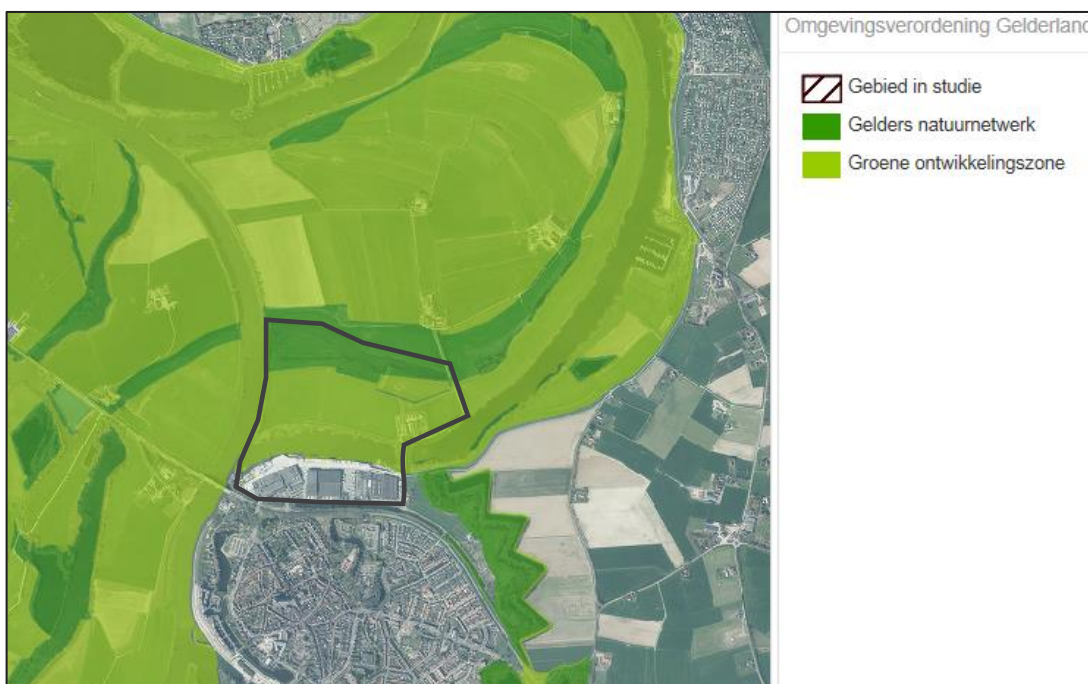 Omgevingsverordening Gelderland
Gebied in studie
Gelders natuurnetwerk
Groene ontwikkelingszone